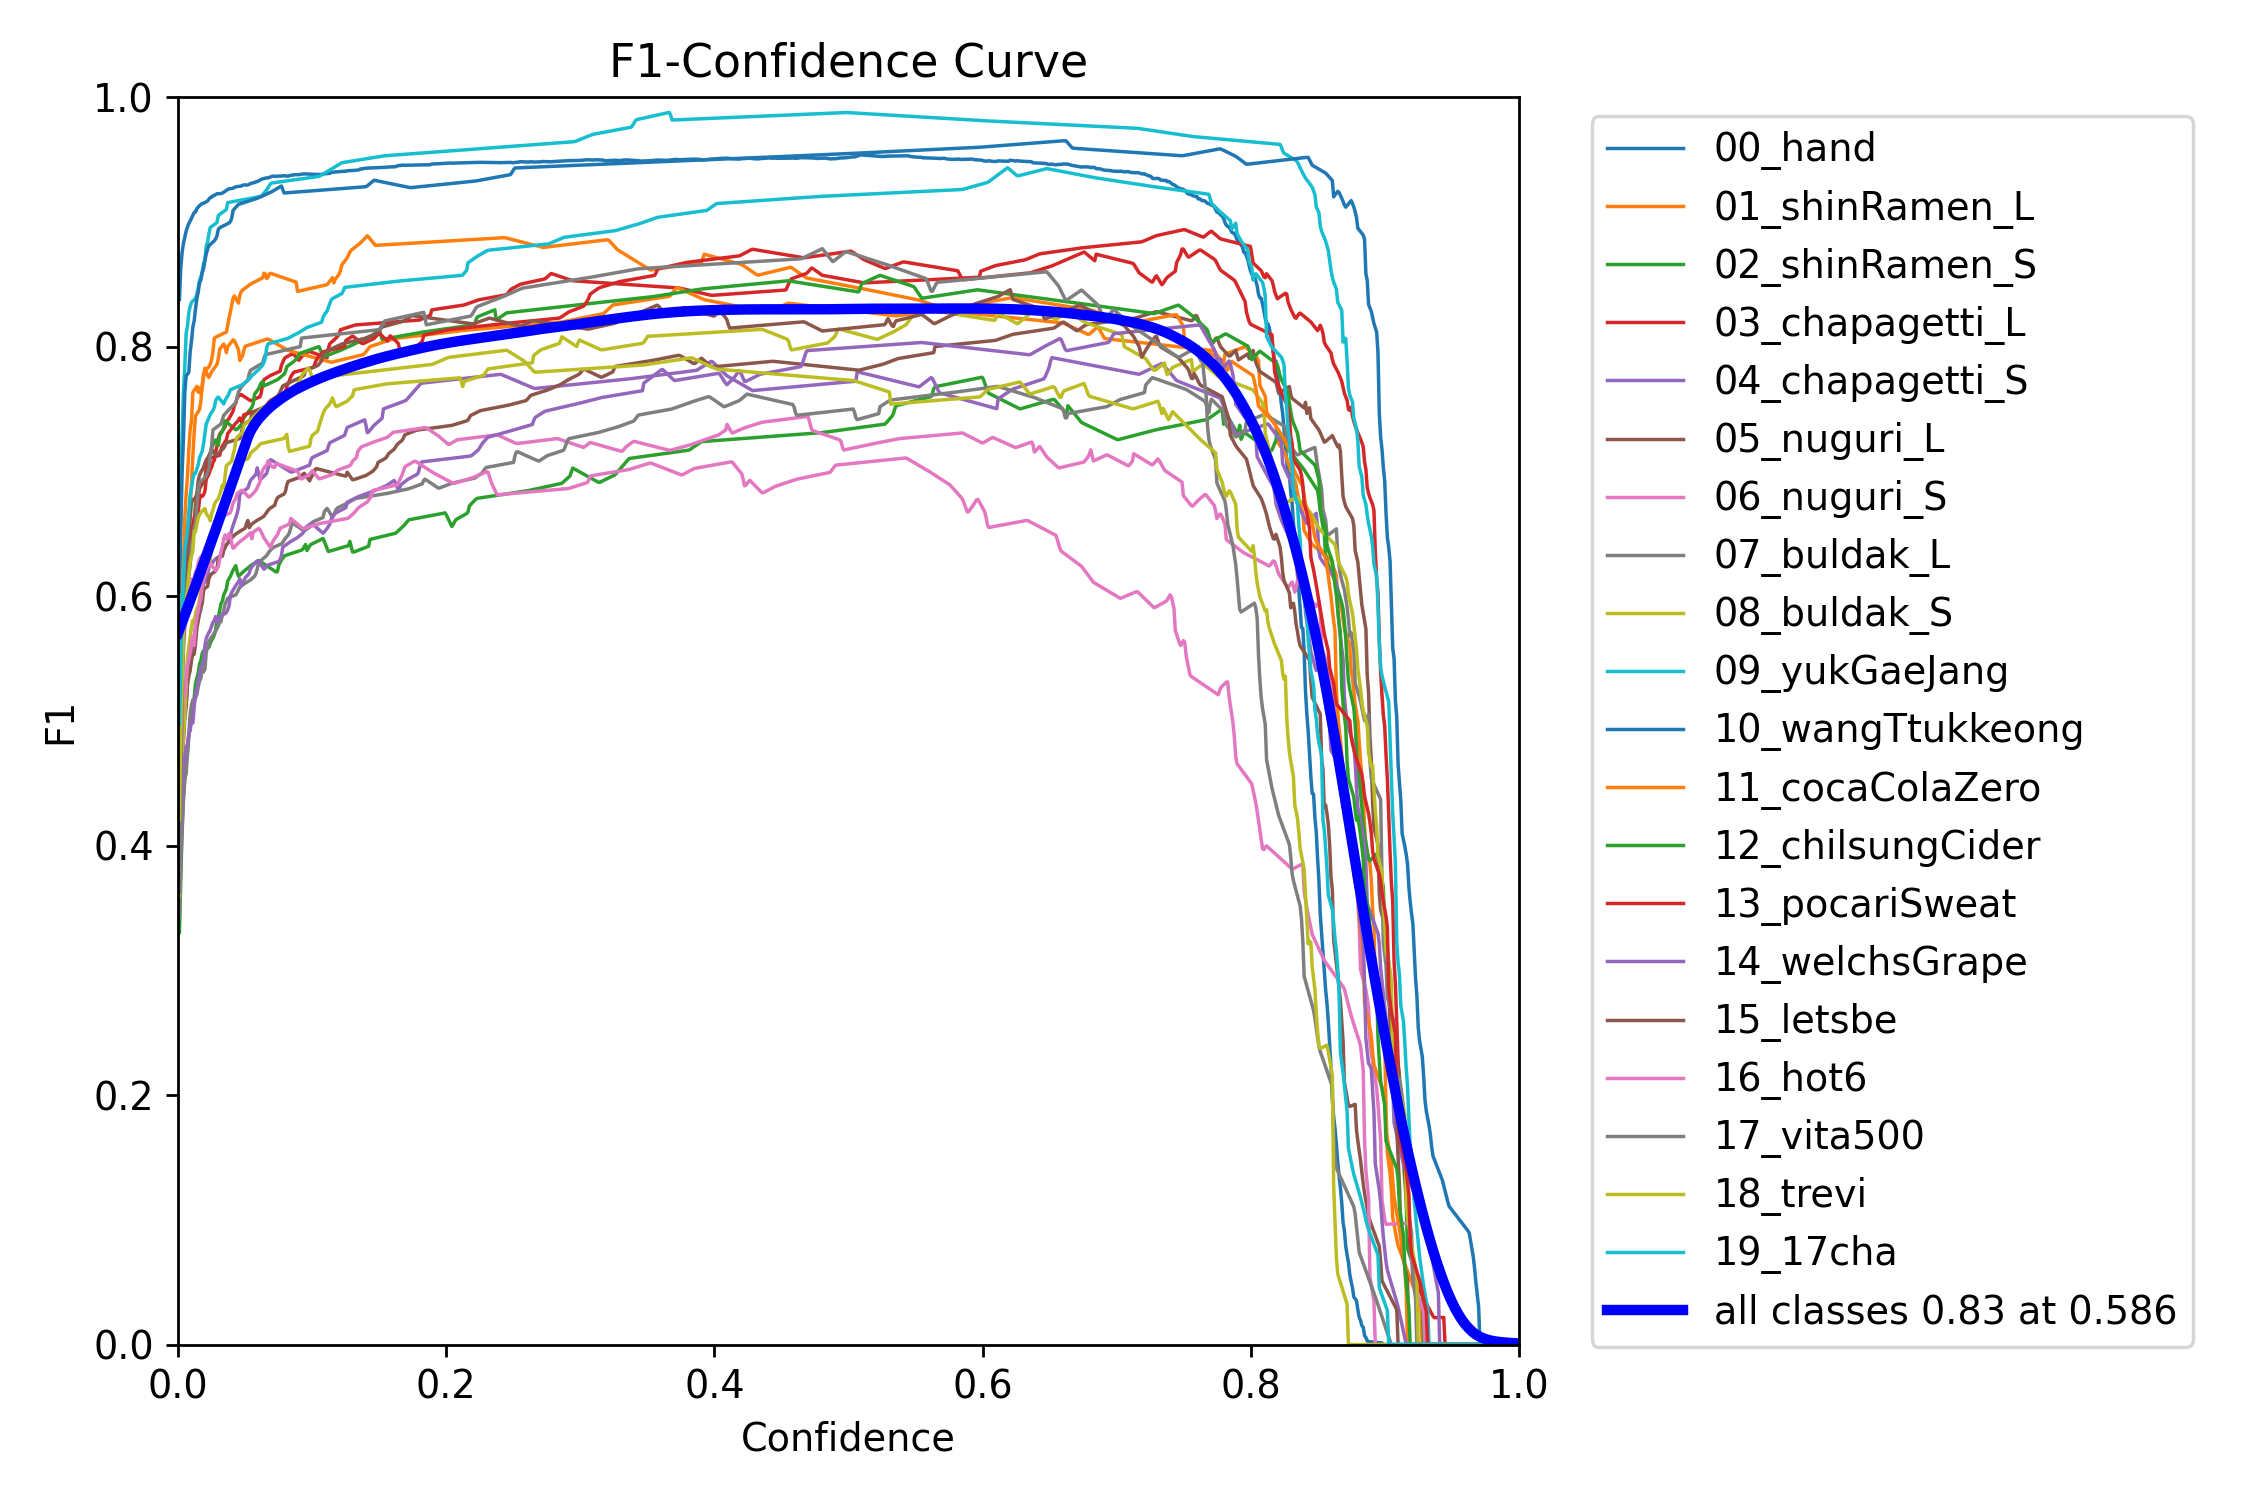 F1-Confidence Curve
1.0
0.8
0.6
0.4
0.2
0.0
F1
0.0 0.2 0.4 0.6 0.8 1.0
Confidence
00_hand
01_shinRamen_L
02_shinRamen_S
03_chapagetti_L
04_chapagetti_S
05_nuguri_L
06_nuguri_S
07_buldak_L
08_buldak_S
09_yukGaeJang
10_wangTtukkeong
11_cocaColaZero
12_chilsungCider
13_pocariSweat
14_welchsGrape
15_letsbe
16_hot6
17_vita500
18_trevi
19_17cha
all classes 0.83 at 0.586